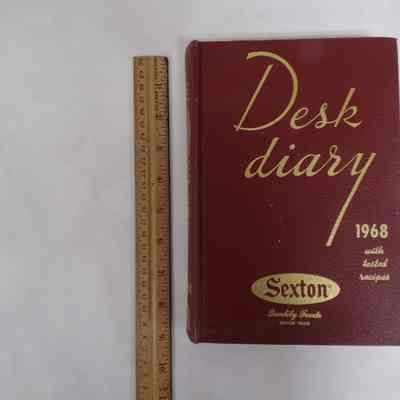 Desk
diary
1968
with
tested
recipes
Sexton
Quality Foods